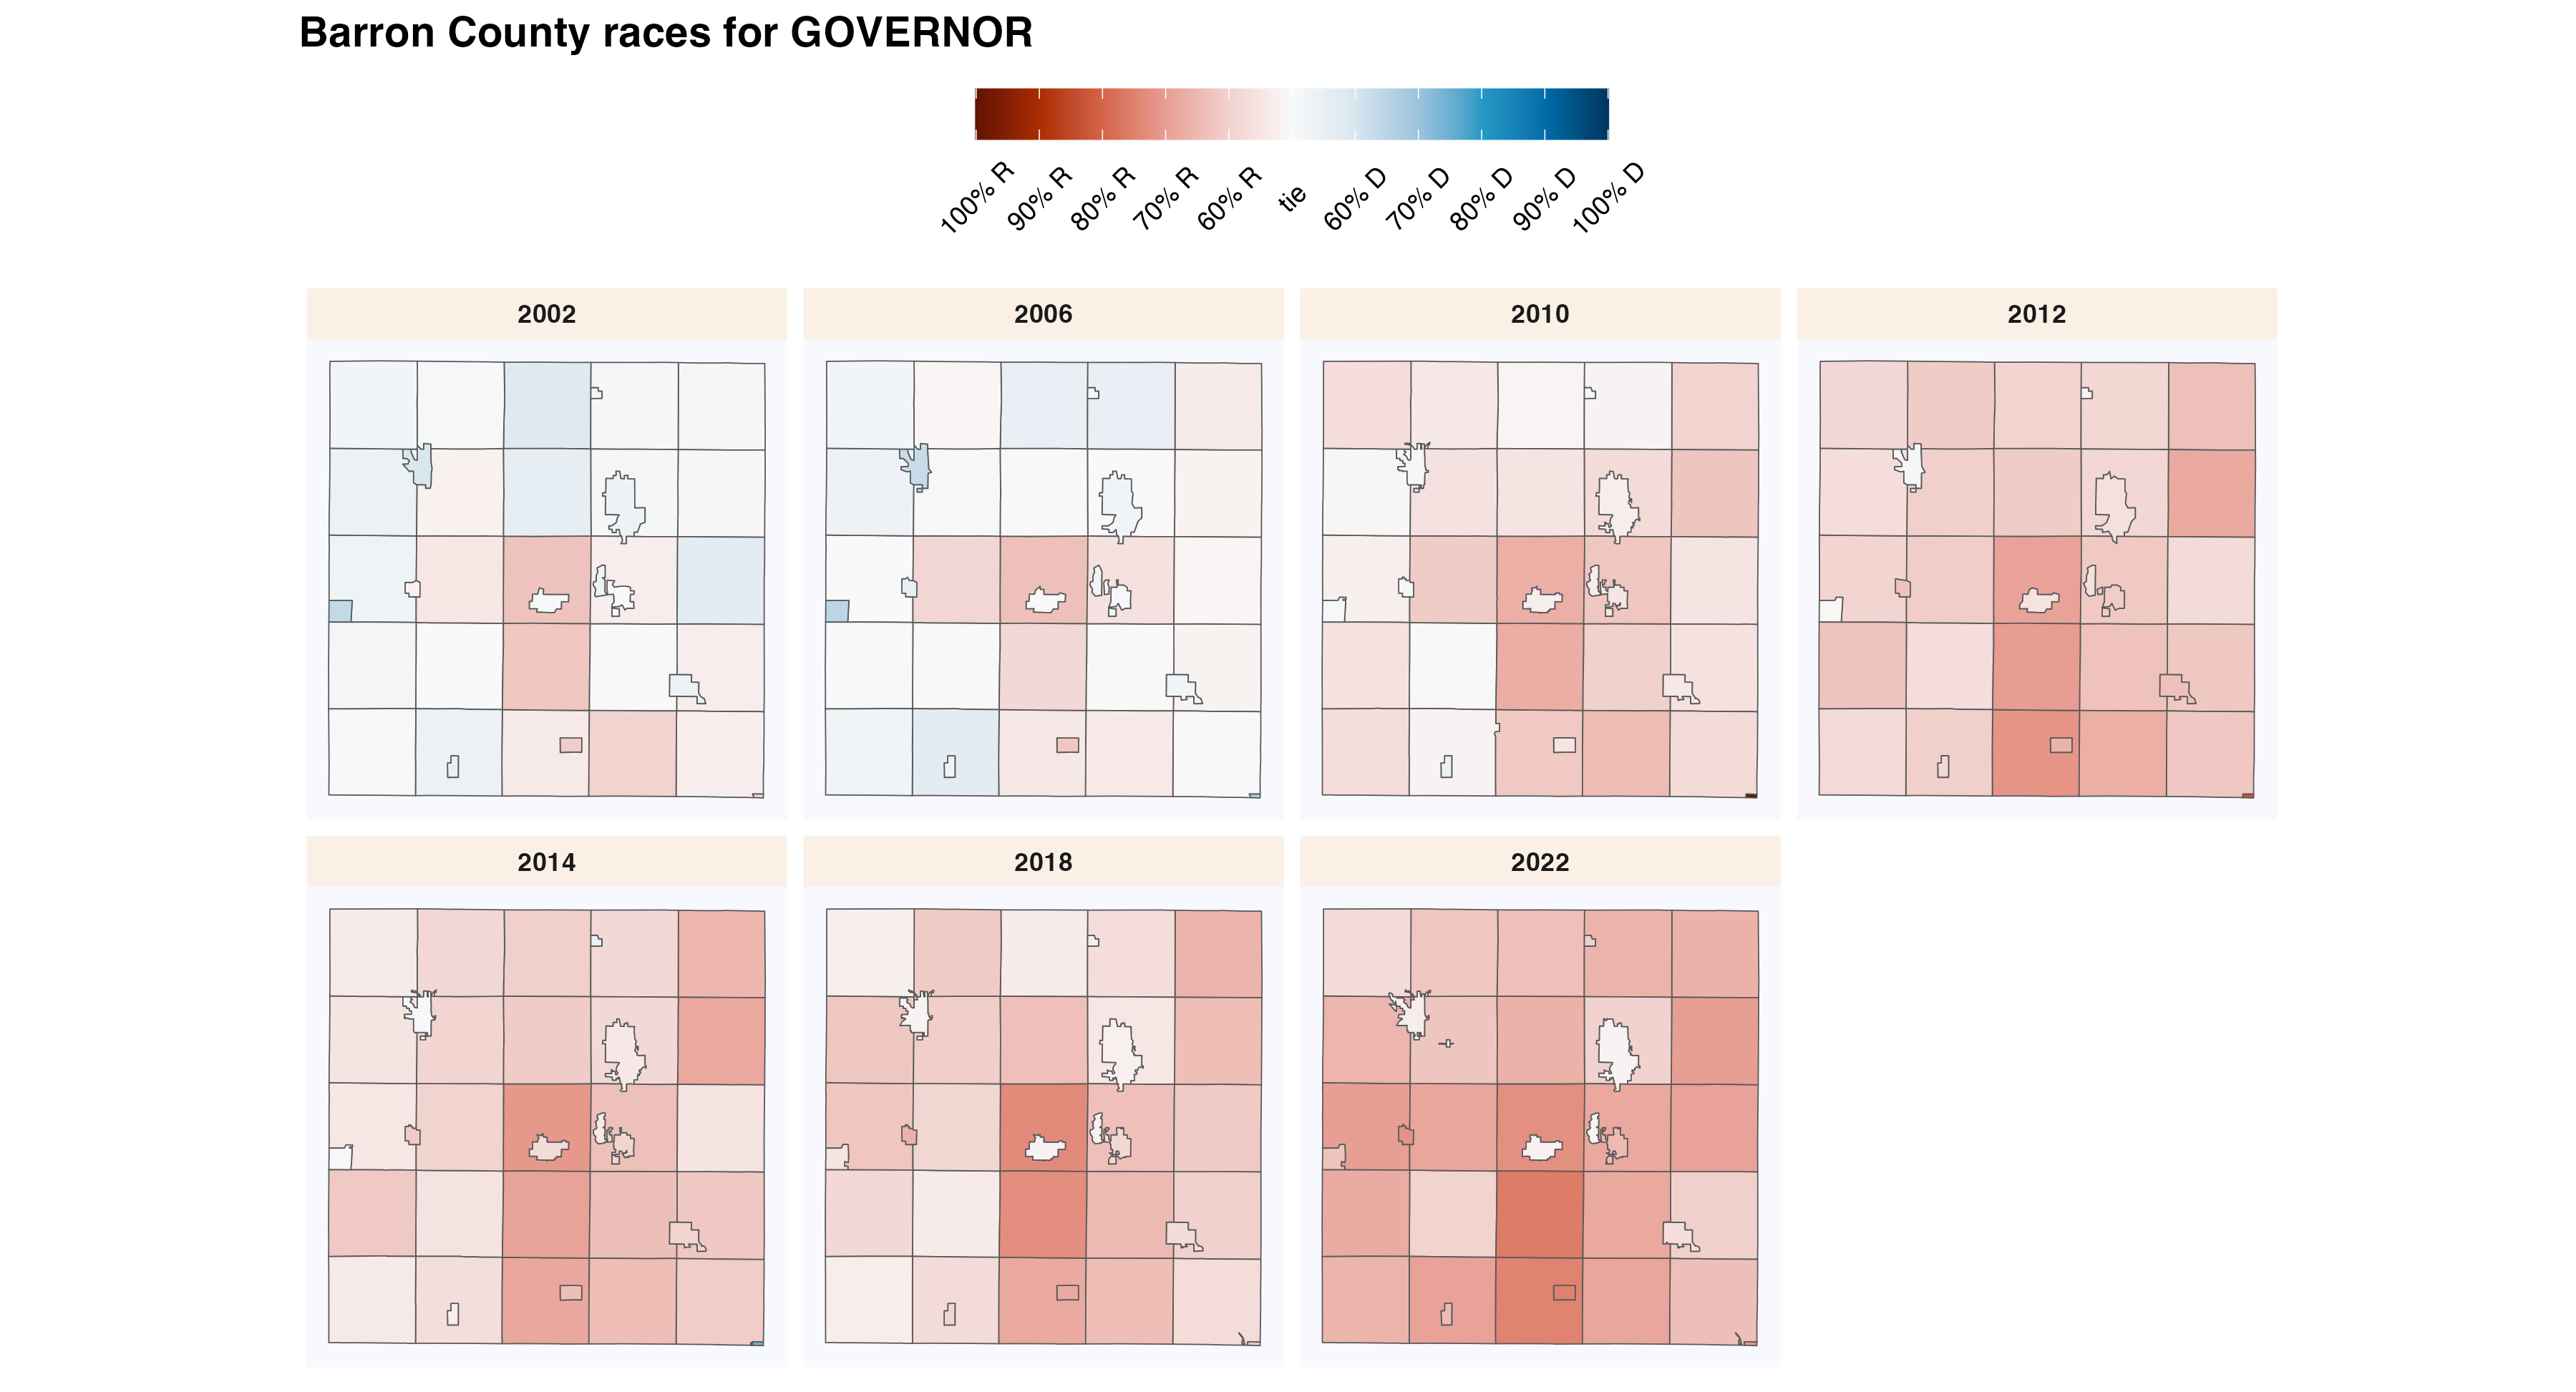 Barron County races for GOVERNOR
100% R
90% R
80% R
70% R
60% R
tie
60% D
70% D
80% D
90% D
100% D
2002
2006
2010
2012
2014
2018
2022